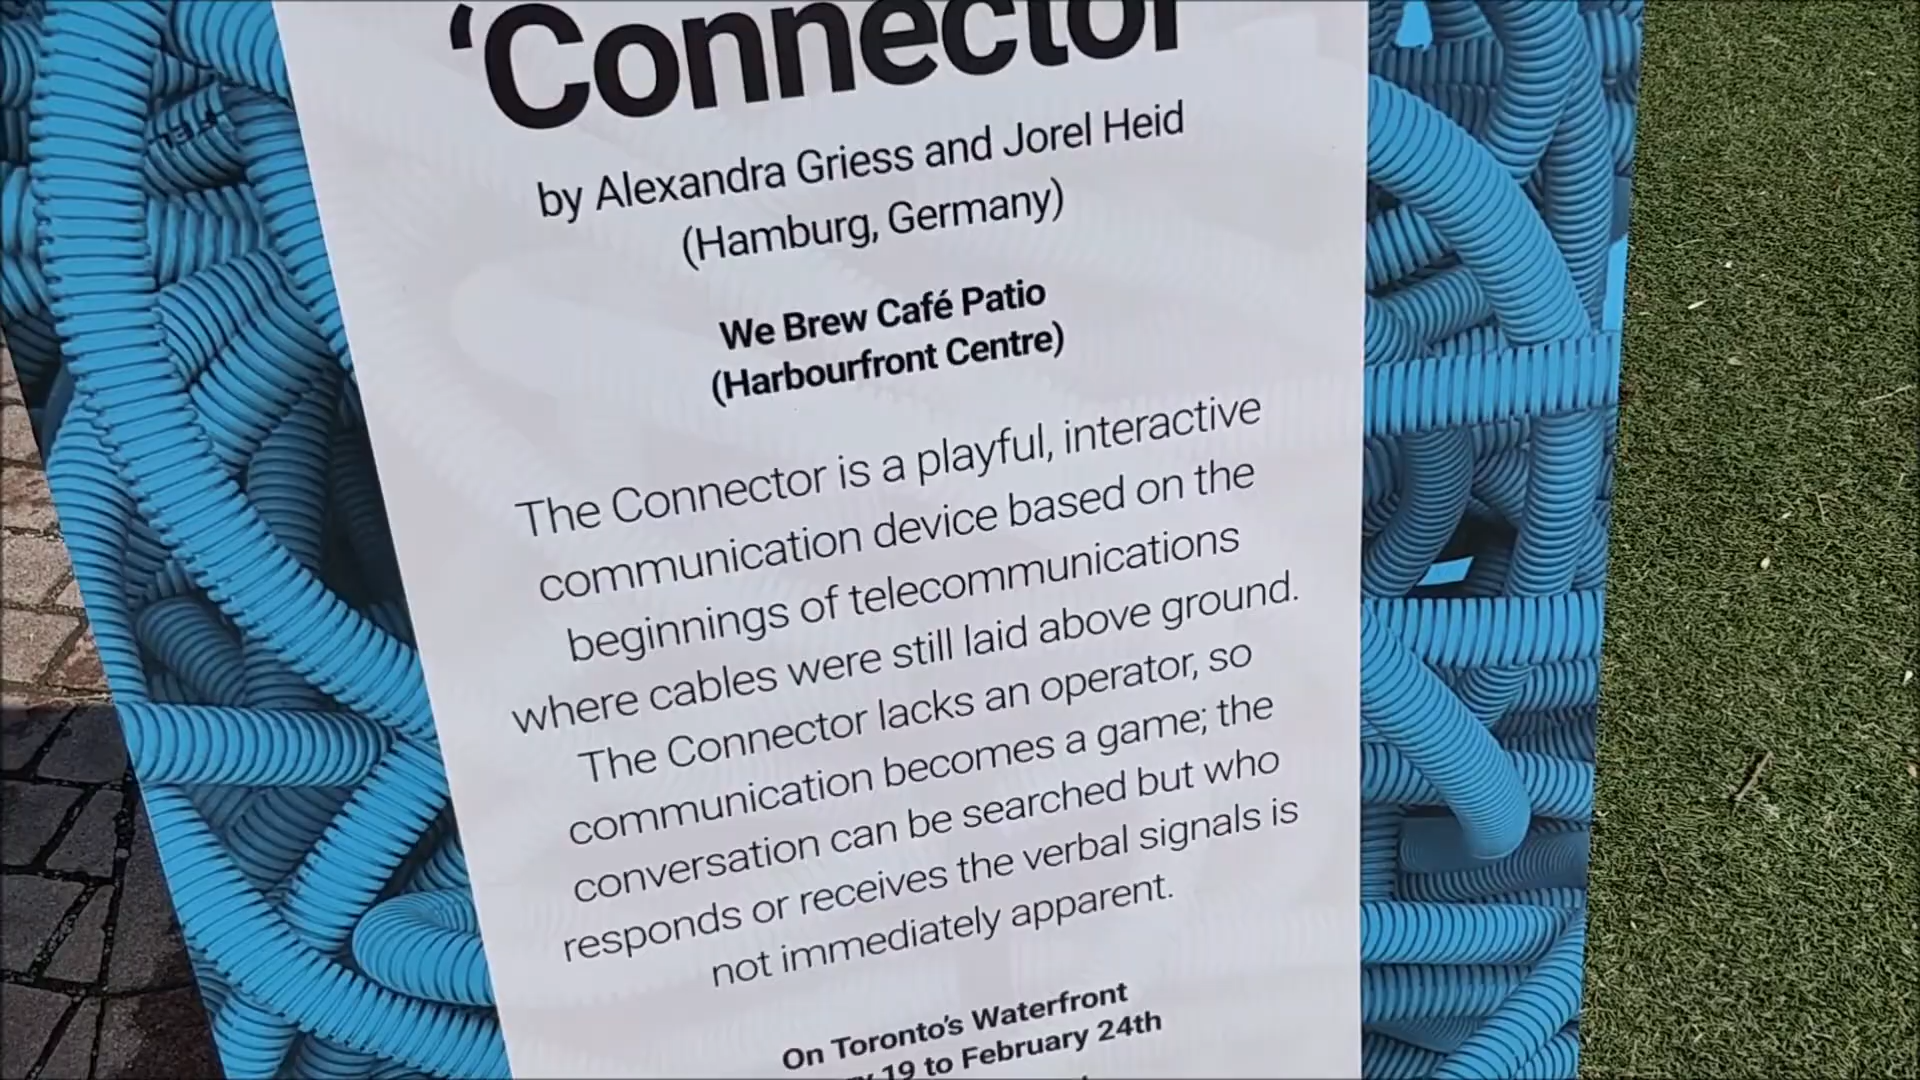 ‘Connector
by Alexandra Griess and Jorel Heid
(Hamburg, Germany)
We Brew Café Patio
(Harbourfront Centre)
The Connector is a playful, interactive
communication device based on the
beginnings of telecommunications
where cables were still laid above ground.
The Connector lacks an operator, so
communication becomes a game; the
conversation can be searched but who
responds or receives the verbal signals is
not immediately apparent.
On Toronto's Waterfront
19 to February 24th